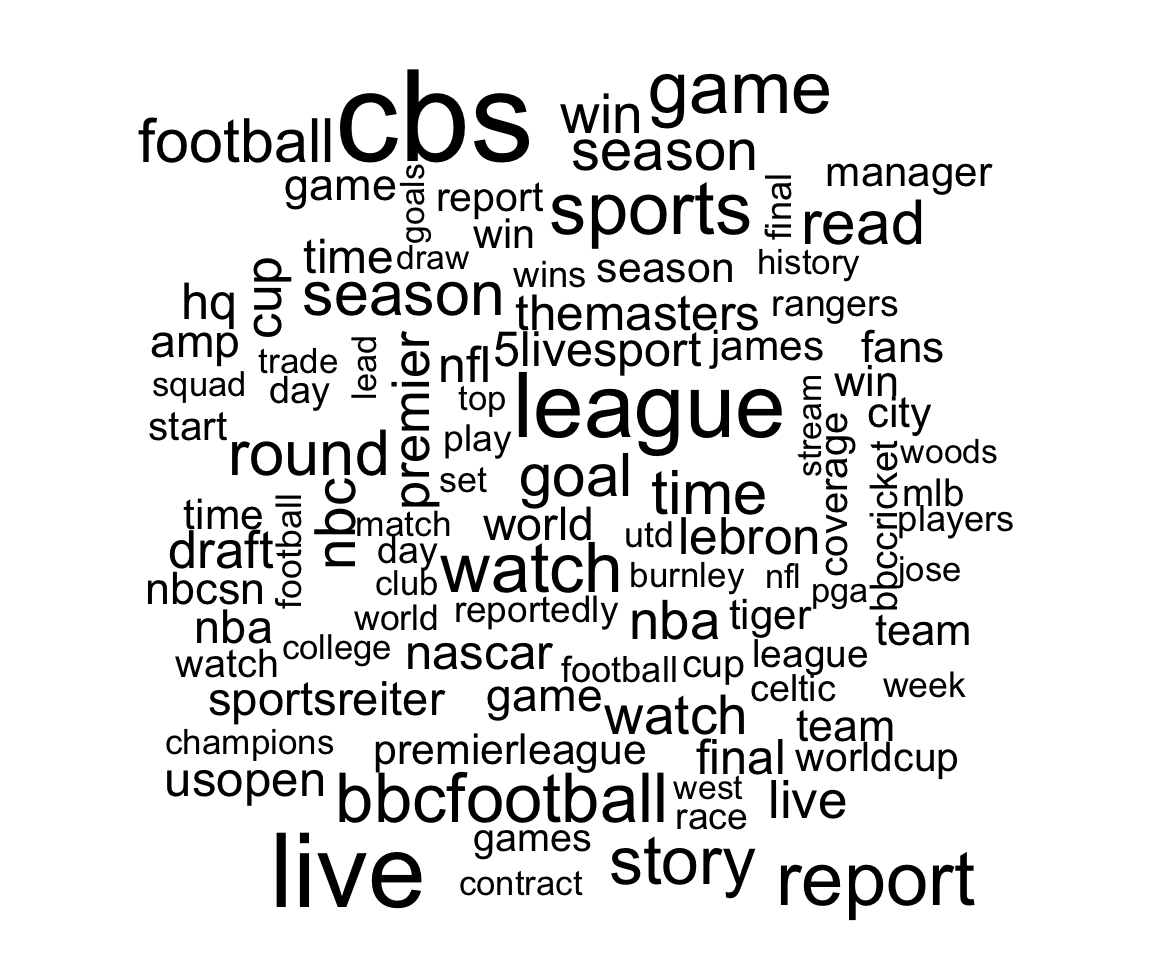 cbs
game
win
football
season
manager
game
goals
report
sports
final
read
win
time
draw
wins
season
history
cup
hq
season
themasters
rangers
amp
trade
lead
premier
nfl
5livesport
james
fans
squad
day
top
league
stream
win
city
start
round
play
coverage
bbccricket
woods
set
goal
time
mlb
time
football
nbc
match
world
utd
lebron
players
draft
day
watch
nbcsn
club
burnley
nfl
pga
jose
world
reportedly
nba
tiger
nba
team
watch
college
nascar
football
cup
league
sportsreiter
game
celtic
week
watch
team
champions
premierleague
final
worldcup
usopen
bbcfootball
west
live
race
live
games
story
report
contract